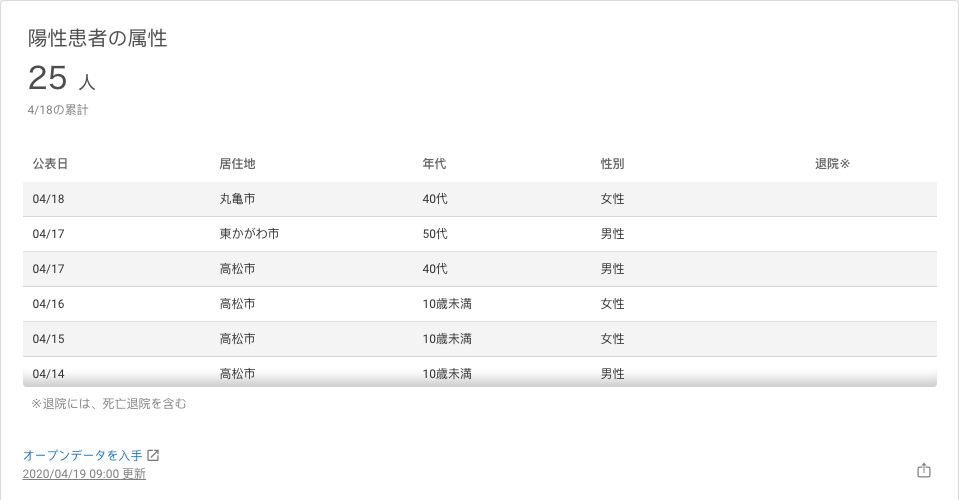 陽性患者の属性
25 人
4/18の累計
公表日 居住地 年代 性別 退院※
04/18 丸亀市 40代 女性
04/17 東かがわ市 50代 男性
04/17 高松市 40代 男性
04/16 高松市 10歳未満 女性
04/15 高松市 10歳未満 女性
04/14 高松市 10歳未満 男性
※退院には、死亡退院を含む
オープンデータを入手
2020/04/19 09:00 更新